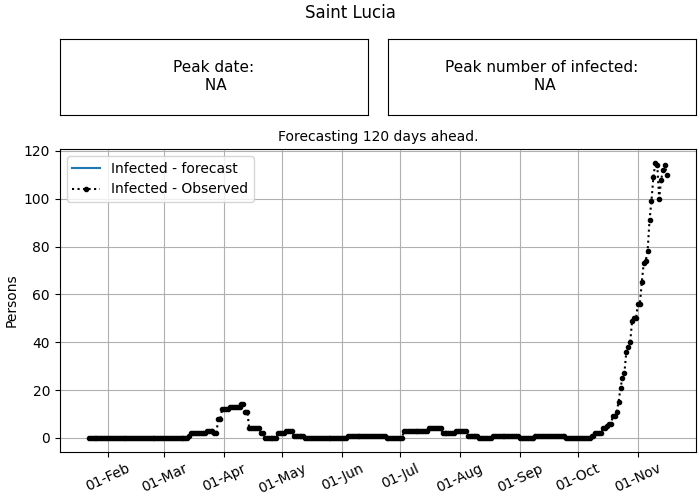 Saint Lucia
Peak date:
NA
Peak number of infected:
NA
Forecasting 120 days ahead.
Infected - forecast
Infected - Observed
Persons
120
100
80
60
40
20
0
01-Feb
01-Mar
01-Apr
01-May
01-Jun
01-Jul
01-Aug
01-Sep
01-Oct
01-Nov